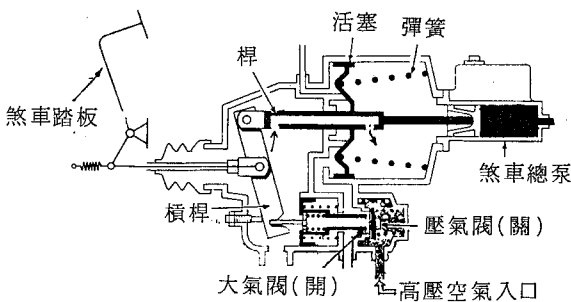 活塞
彈簧
桿
煞車踏板
煞車總泵
槓桿
壓氣閥(關)
大氣閥(開)
高壓空氣入口